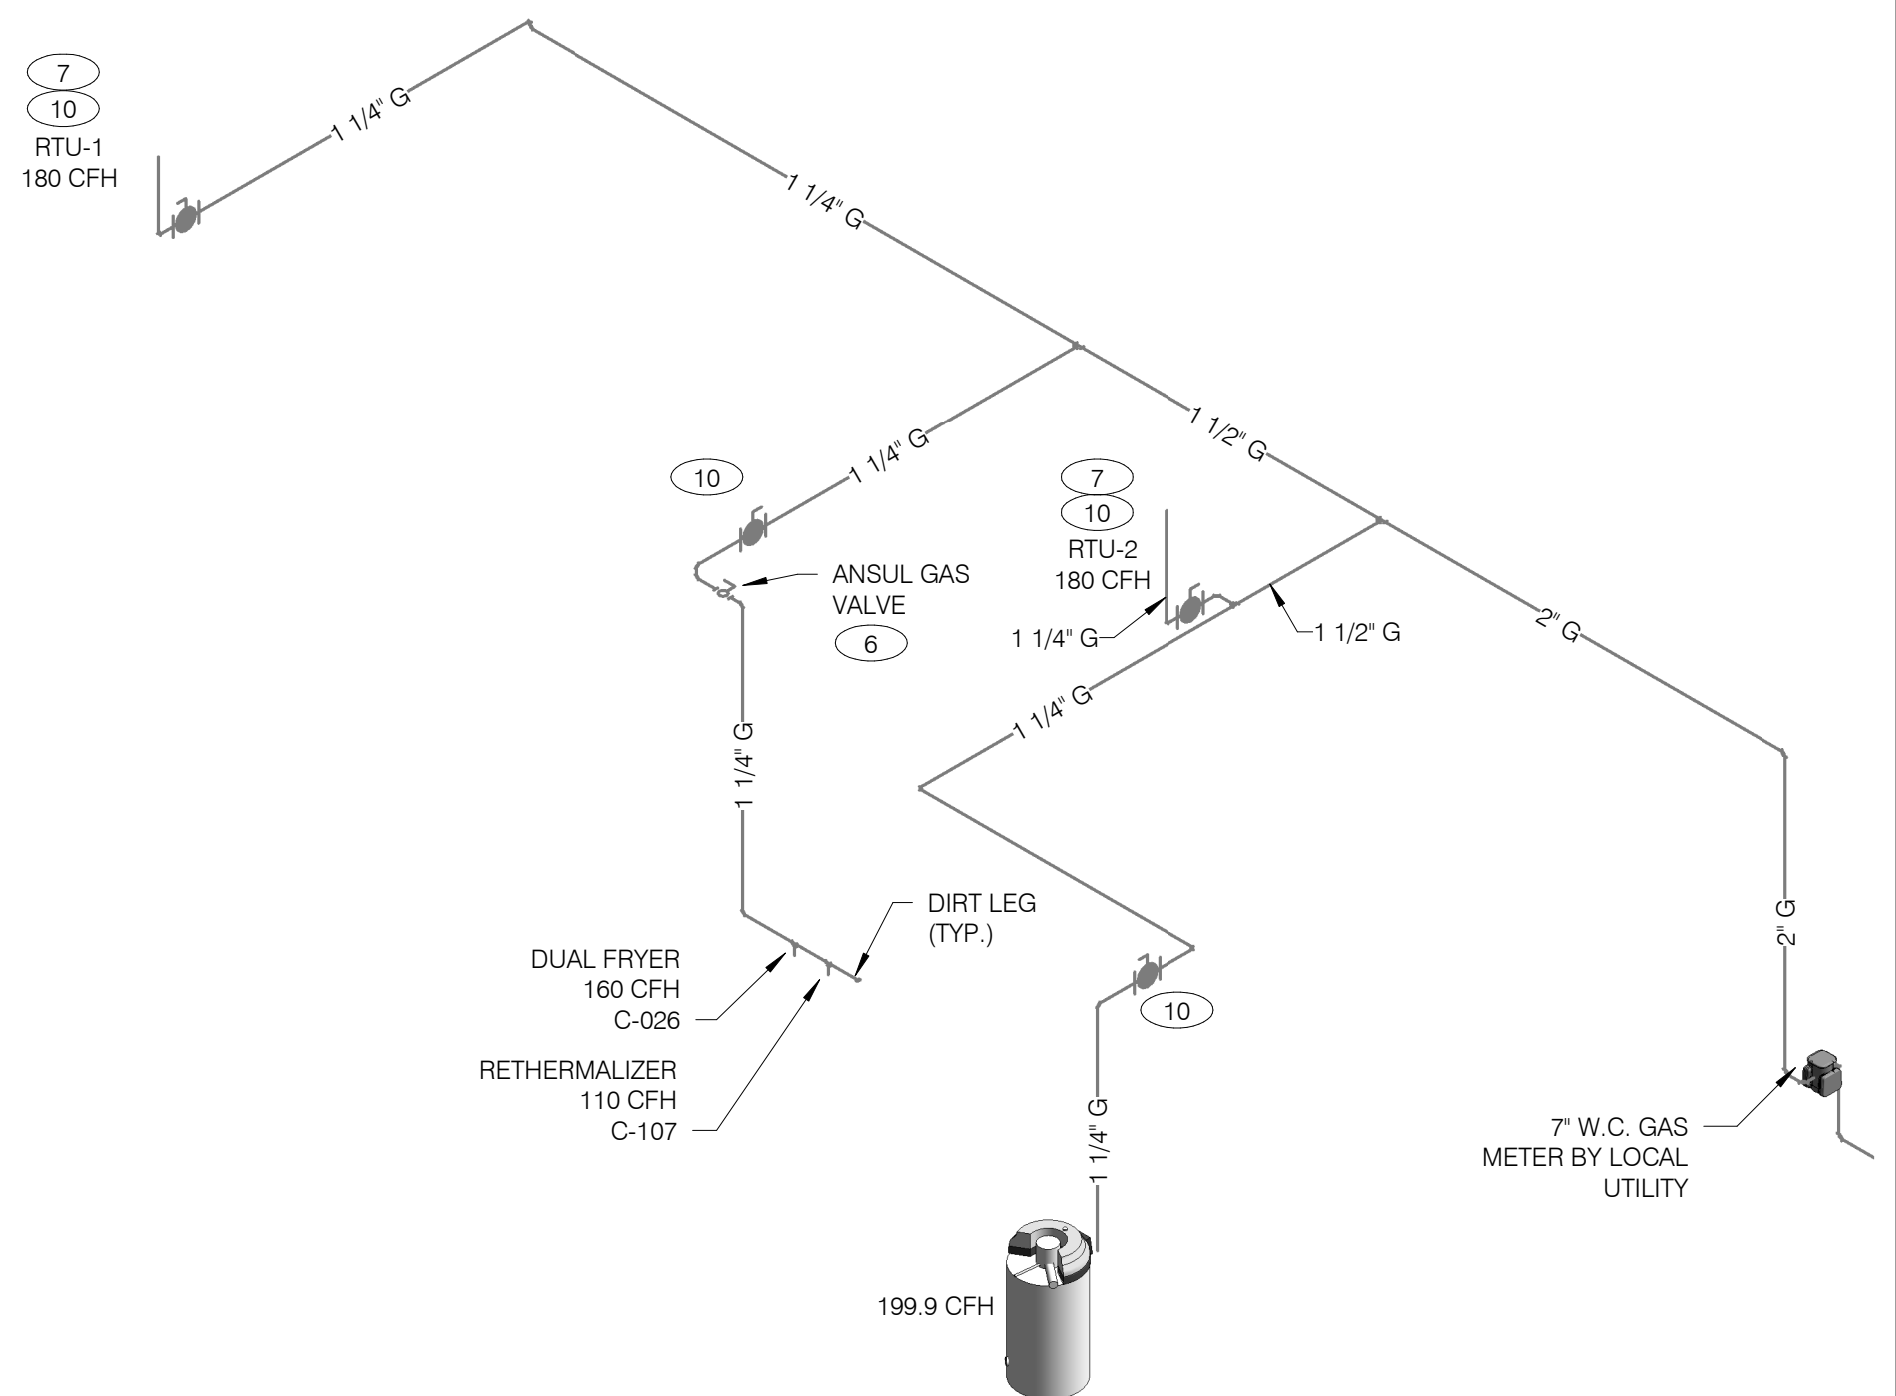 7
10
RTU-1
180 CFH
1 1/4" G
1 1/4" G
1 1/4" G
1 1/2" G
10
7
10
RTU-2
180 CFH
ANSUL GAS
VALVE
6
1 1/4" G
1 1/2" G
2" G
1 1/4" G
1 1/4" G
2" G
DIRT LEG
(TYP.)
DUAL FRYER
160 CFH
C-026
RETHERMALIZER
110 CFH
C-107
10
1 1/4" G
7" W.C. GAS
METER BY LOCAL
UTILITY
199.9 CFH